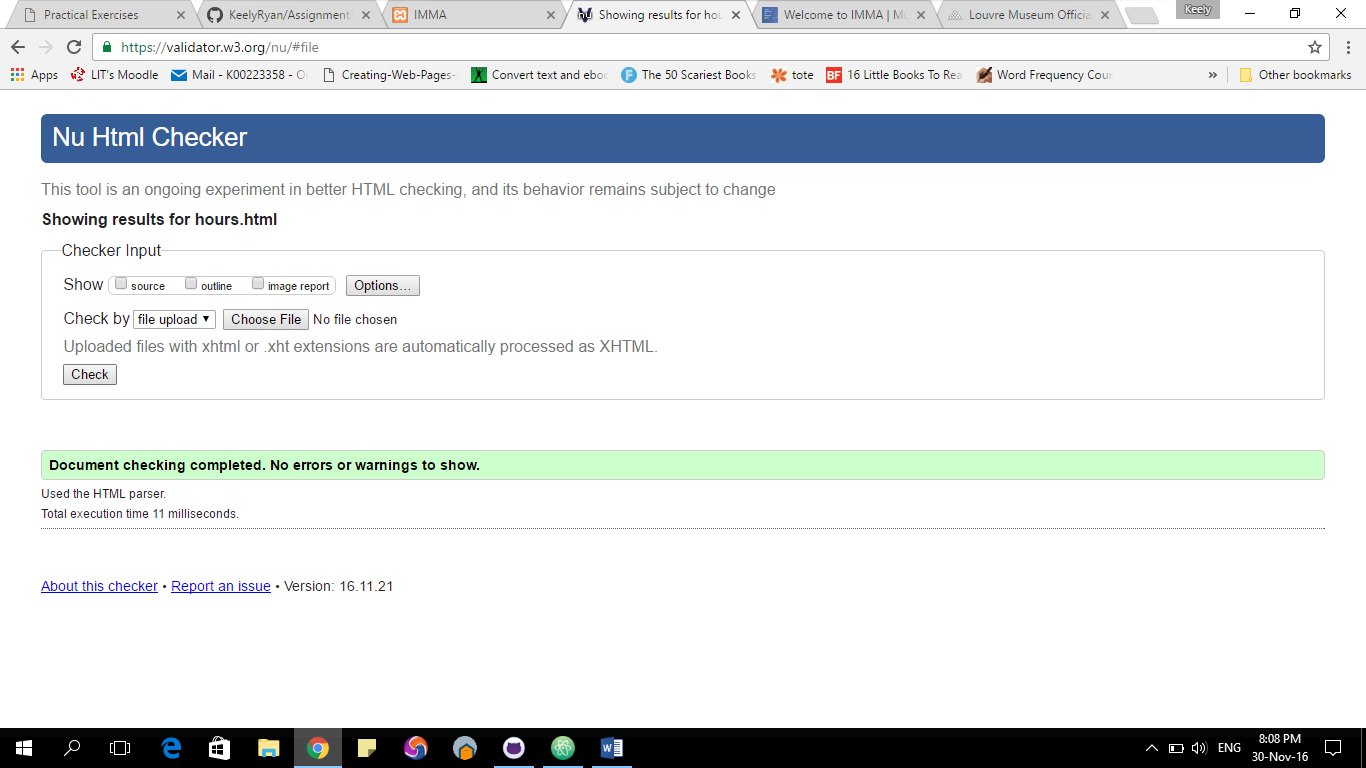 Practical Exercises
KeelyRyan/Assignment
IMMA
Showing results for hou
Welcome to IMMA | Mu
Louvre Museum Officia
Keely
https://validator.w3.org/nu/#file
Apps
LIT's Moodle
Mail - K00223358 - O
Creating-Web-Pages-
Convert text and eboo
The 50 Scariest Books
tote
BF
16 Little Books To Rea
Word Frequency Coun
»
Other bookmarks
nu
Nu Html Checker
This tool is an ongoing experiment in better HTML checking, and its behavior remains subject to change
Showing results for hours.html
Checker Input
Show source outline image report Options...
Check by file upload Choose File No file chosen
Uploaded files with xhtml or .xht extensions are automatically processed as XHTML.
Check
Document checking completed. No errors or warnings to show.
Used the HTML parser.
Total execution time 11 milliseconds.
About this checker • Report an issue • Version: 16.11.21
ENG
8:08 PM
30-Nov-16